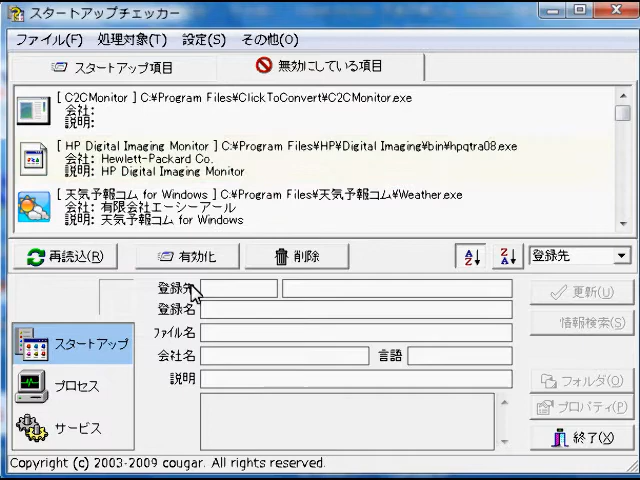 スタートアップチェッカー
ファイル(F) 処理対象(T) 設定(S) その他(O)
スタートアップ項目 無効にしている項目
[ C2CMonitor ] C:¥Program Files¥ClickToConvert¥C2CMonitor.exe
会社:
説明:
[ HP Digital Imaging Monitor ] C:¥Program Files¥HP¥Digital Imaging¥bin¥hpqtra08.exe
会社: Hewlett-Packard Co.
説明: HP Digital Imaging Monitor
[ 天気予報コム for Windows ] C:¥Program Files¥天気予報コム¥Weather.exe
会社: 有限会社エーシーアール
説明: 天気予報コム for Windows
再読込(R) 有効化 削除 A Z Z A 登録先
登録先 更新(U)
登録名
情報検索(S)
ファイル名
スタートアップ
会社名 言語
説明 フォルダ(O)
プロセス
プロパティ(P)
サービス
終了(X)
Copyright (c) 2003-2009 cougar. All rights reserved.